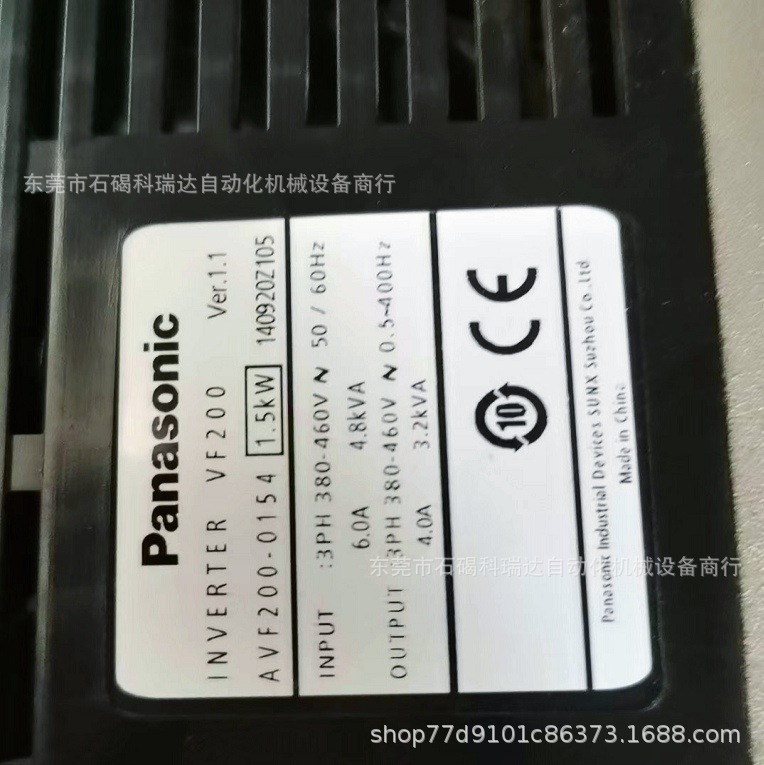 东莞市石碣科瑞达自动化机械设备商行
Panasonic
INVERTER VF200 Ver.1.1
AVF200-0154 1.5kW 140920Z105
INPUT :3PH 380-460V ~ 50 / 60Hz
6.0A 4.8kVA
OUTPUT :3PH 380-460V ~ 0.5~400Hz
4.0A 3.2kVA
10 CE
Panasonic Industrial Devices SUNX Suzhou Co.,Ltd
Made in China
东莞市石碣科瑞达自动化机械设备商行
shop77d9101c86373.1688.com